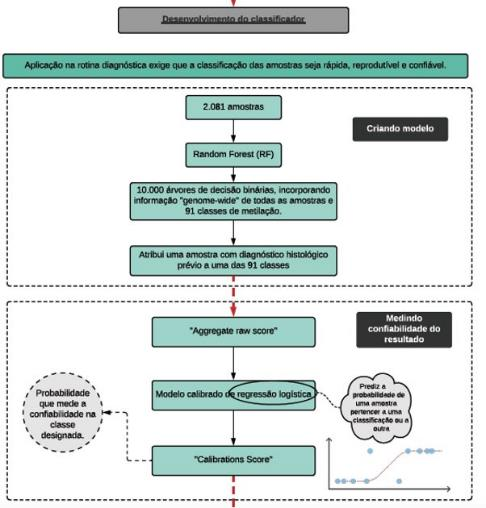 Desenvolvimento do classificador
Aplicação na rotina diagnóstica exige que a classificação das amostras seja rápida, reprodutível e confiável.
2.081 amostras
Criando modelo
Random Forest (RF)
10.000 árvores de decisão binárias, incorporando
informação "genome-wide" de todas as amostras e
91 classes de metilação.
Atribui uma amostra com diagnóstico histológico
prévio a uma das 91 classes
Medindo
confiabilidade do
resultado
"Aggregate raw score"
Probabilidade
que mede a
confiabilidade na
classe
designada.
Modelo calibrado de regressão logística
Prediz a
probabilidade de
uma amostra
pertencer a uma
classificação ou a
outra
"Calibrations Score"